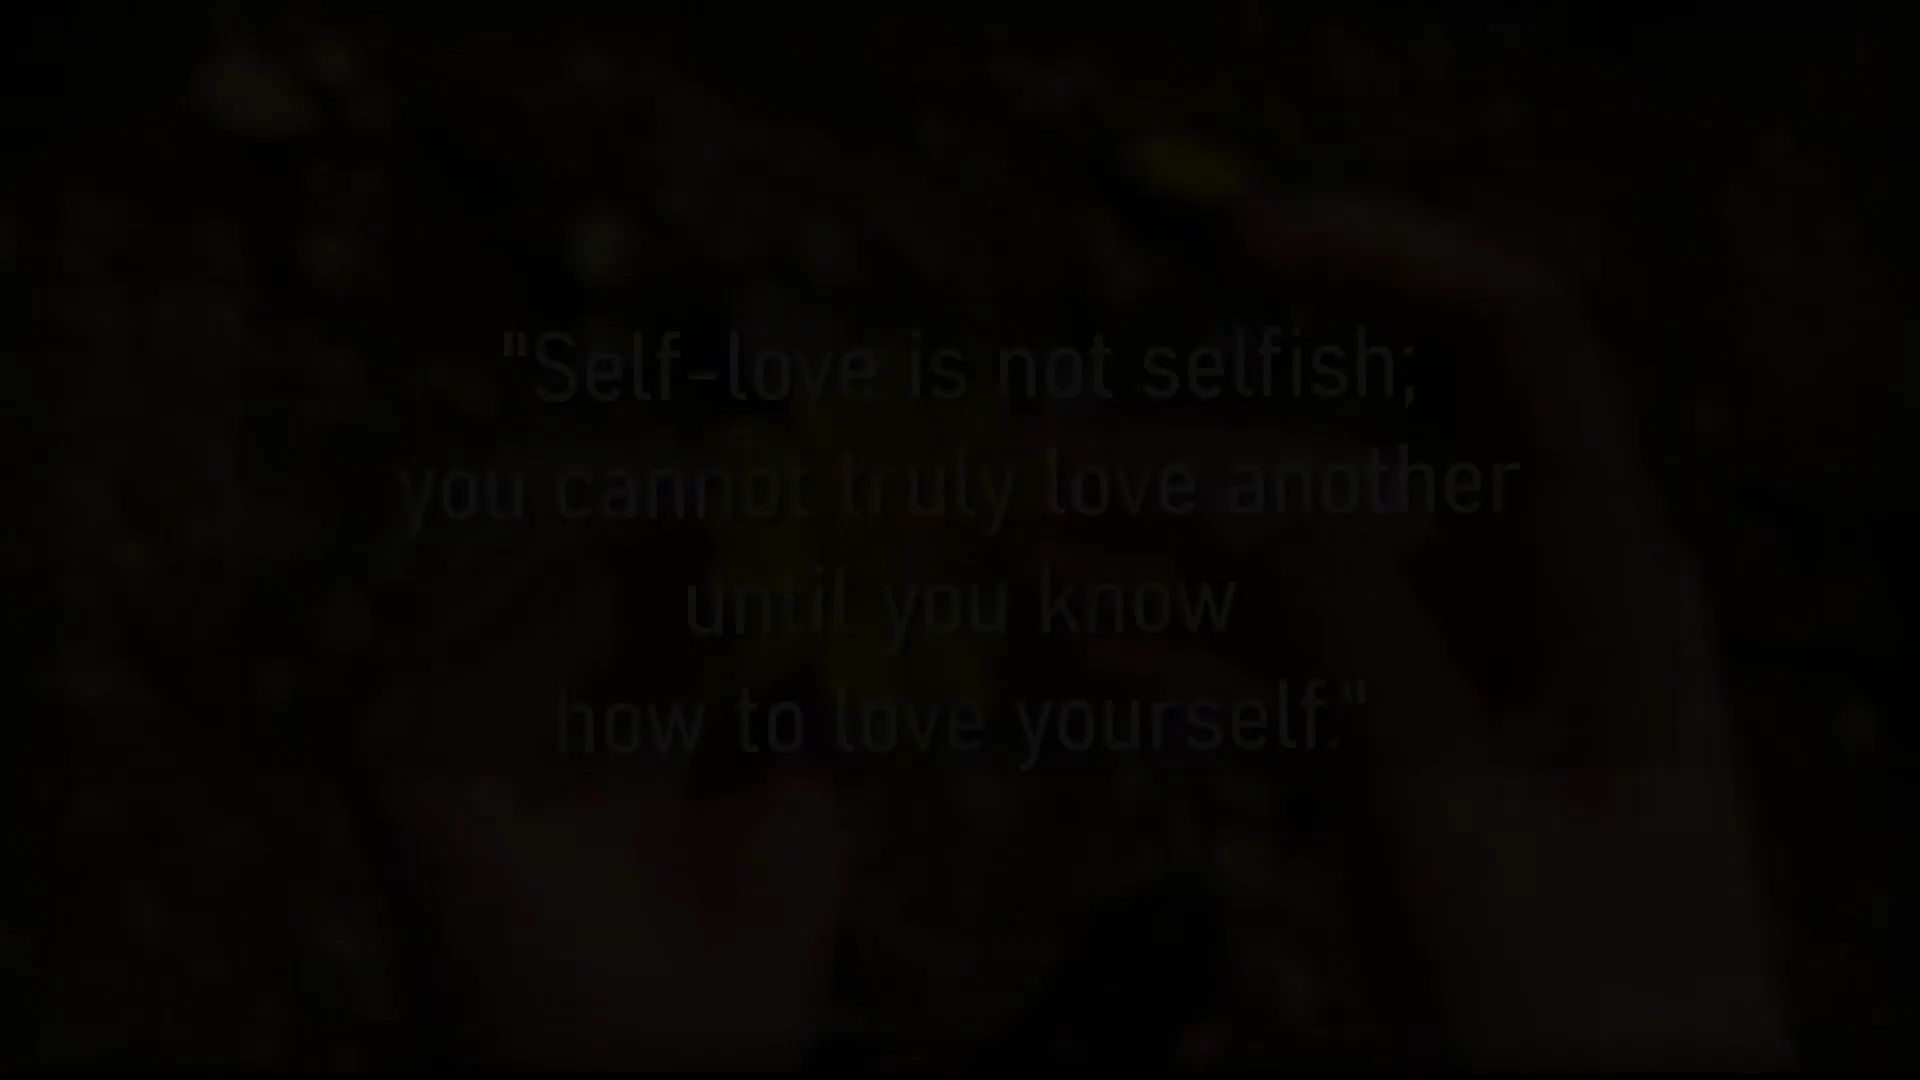 "Self-love is not selfish;
you cannot truly love another
until you know
how to love yourself."